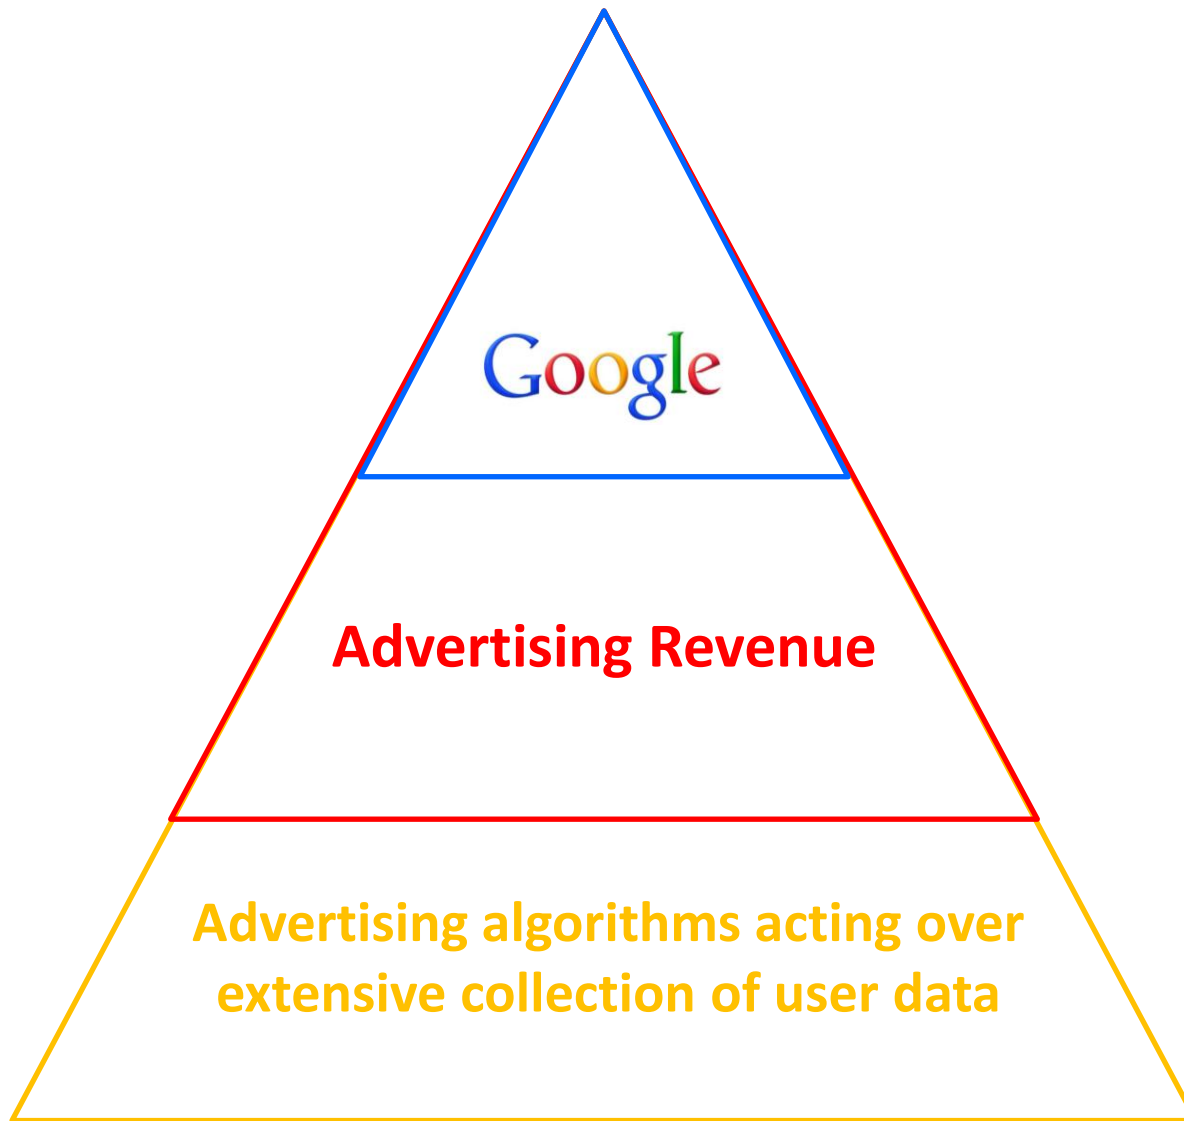 Google
Advertising Revenue
Advertising algorithms acting over
extensive collection of user data